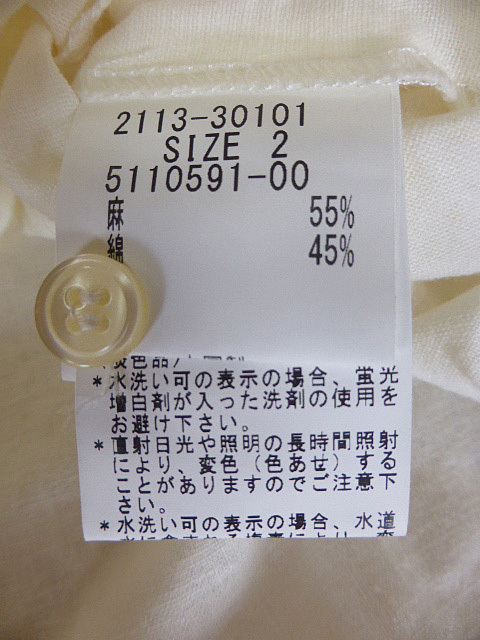 2113-30101
SIZE 2
5110591-00
麻 55%
綿 45%
＊水洗い可の表示の場合、蛍光
増白剤が入った洗剤の使用を
お避け下さい。
＊直射日光や照明の長時間照射
により、変色（色あせ）する
ことがありますのでご注意下
さい。
＊水洗い可の表示の場合、水道